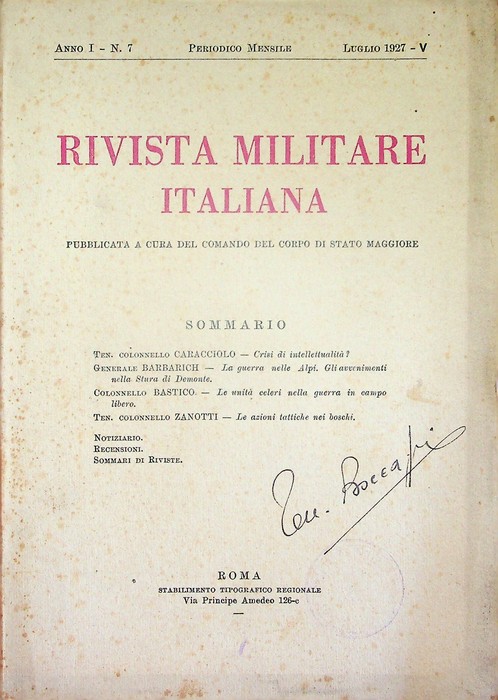 ANNO I - N. 7 PERIODICO MENSILE LUGLIO 1927 - V
RIVISTA MILITARE
ITALIANA
PUBBLICATA A CURA DEL COMANDO DEL CORPO DI STATO MAGGIORE
SOMMARIO
TEN. COLONNELLO CARACCIOLO — Crisi di intellettualità?
GENERALE BARBARICH — La guerra nelle Alpi. Gli avvenimenti
nella Stura di Demonte.
COLONNELLO BASTICO — Le unità celeri nella guerra in campo
libero.
TEN. COLONNELLO ZANOTTI — Le azioni tattiche nei boschi.
NOTIZIARIO.
RECENSIONI.
SOMMARI DI RIVISTE.
Ten.
ROMA
STABILIMENTO TIPOGRAFICO REGIONALE
Via Principe Amedeo 126-c